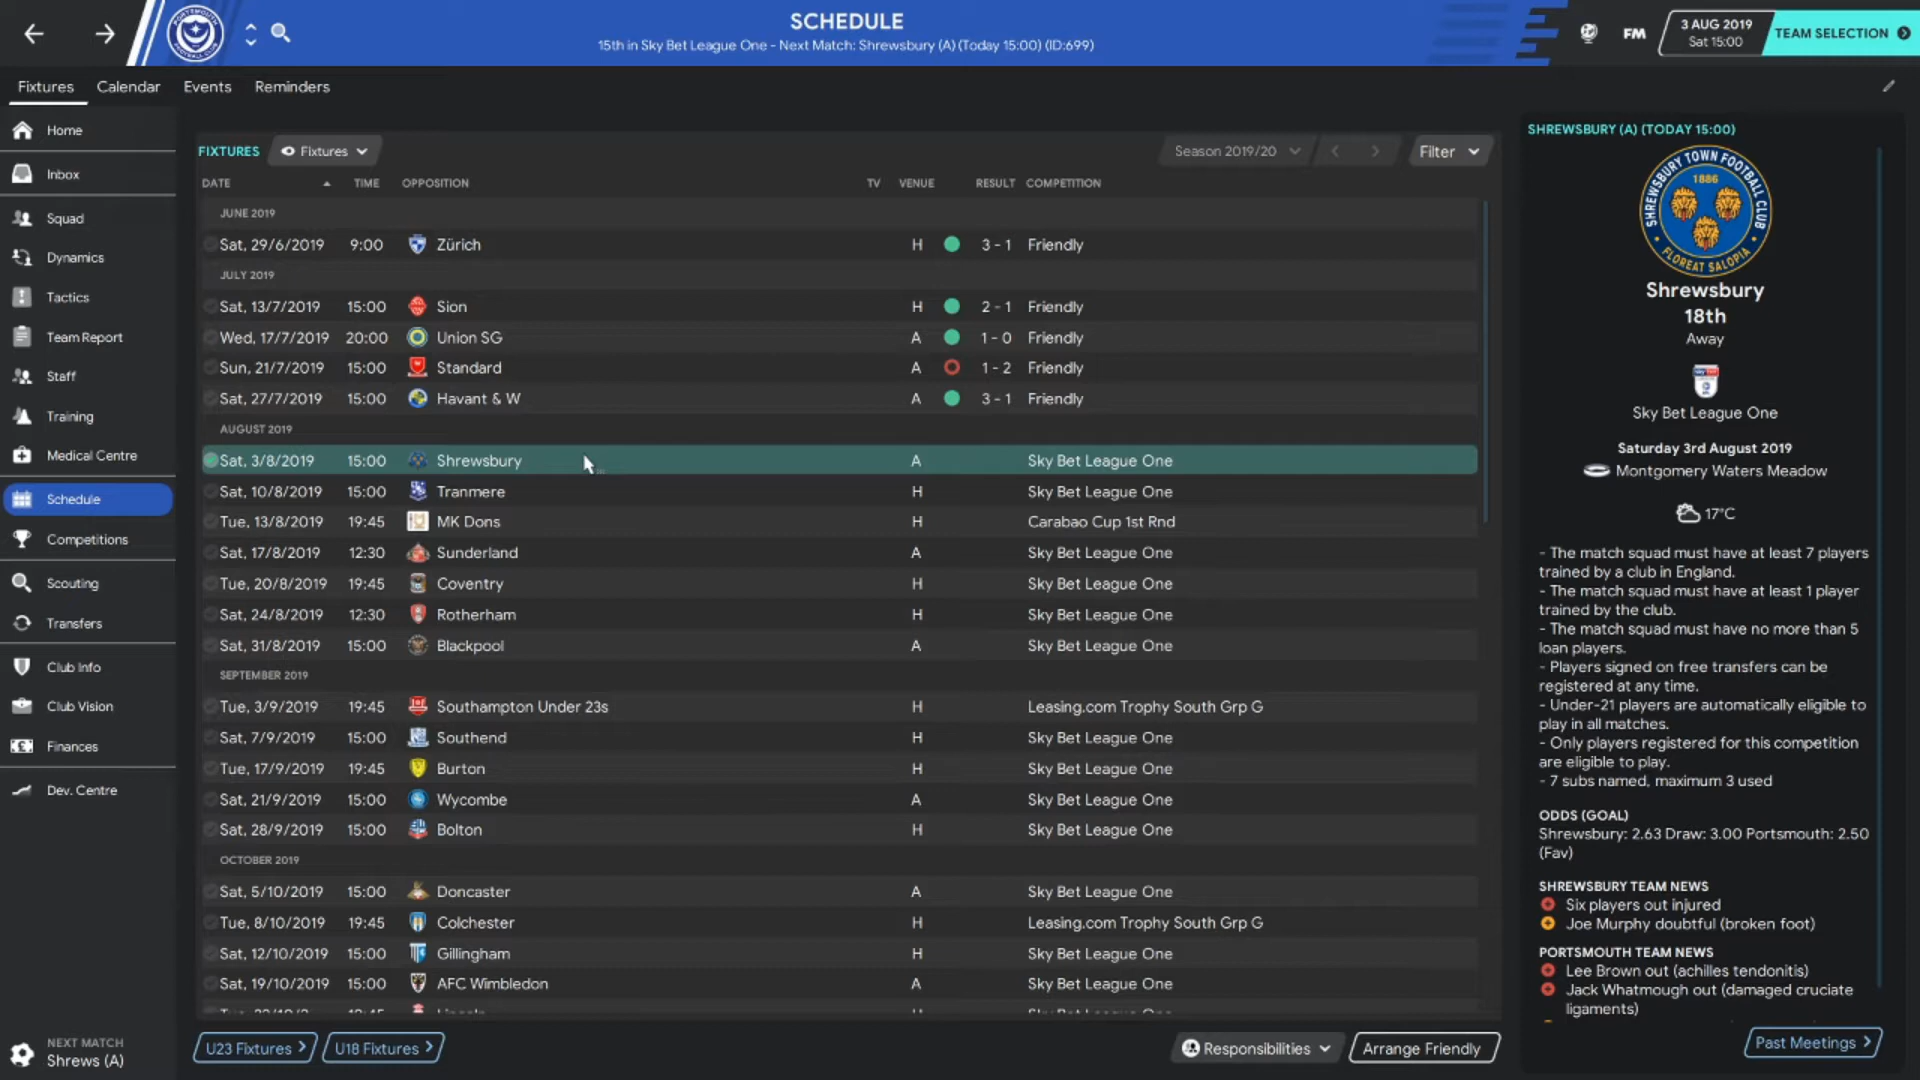 SCHEDULE
15th in Sky Bet League One - Next Match: Shrewsbury (A) (Today 15:00) (ID:699)
FM
3 AUG 2019
Sat 15:00
TEAM SELECTION
Fixtures Calendar Events Reminders
Home
Inbox
Squad
Dynamics
Tactics
Team Report
Staff
Training
Medical Centre
Schedule
Competitions
Scouting
Transfers
Club Info
Club Vision
Finances
Dev. Centre
NEXT MATCH
Shrews (A)
FIXTURES Fixtures Season 2019/20 Filter
DATE TIME OPPOSITION TV VENUE RESULT COMPETITION
JUNE 2019
Sat, 29/6/2019 9:00 Zürich H 3 - 1 Friendly
JULY 2019
Sat, 13/7/2019 15:00 Sion H 2 - 1 Friendly
Wed, 17/7/2019 20:00 Union SG A 1 - 0 Friendly
Sun, 21/7/2019 15:00 Standard A 1 - 2 Friendly
Sat, 27/7/2019 15:00 Havant & W A 3 - 1 Friendly
AUGUST 2019
Sat, 3/8/2019 15:00 Shrewsbury A Sky Bet League One
Sat, 10/8/2019 15:00 Tranmere H Sky Bet League One
Tue, 13/8/2019 19:45 MK Dons H Carabao Cup 1st Rnd
Sat, 17/8/2019 12:30 Sunderland A Sky Bet League One
Tue, 20/8/2019 19:45 Coventry H Sky Bet League One
Sat, 24/8/2019 12:30 Rotherham H Sky Bet League One
Sat, 31/8/2019 15:00 Blackpool A Sky Bet League One
SEPTEMBER 2019
Tue, 3/9/2019 19:45 Southampton Under 23s H Leasing.com Trophy South Grp G
Sat, 7/9/2019 15:00 Southend H Sky Bet League One
Tue, 17/9/2019 19:45 Burton H Sky Bet League One
Sat, 21/9/2019 15:00 Wycombe A Sky Bet League One
Sat, 28/9/2019 15:00 Bolton H Sky Bet League One
OCTOBER 2019
Sat, 5/10/2019 15:00 Doncaster A Sky Bet League One
Tue, 8/10/2019 19:45 Colchester H Leasing.com Trophy South Grp G
Sat, 12/10/2019 15:00 Gillingham H Sky Bet League One
Sat, 19/10/2019 15:00 AFC Wimbledon A Sky Bet League One
U23 Fixtures U18 Fixtures Responsibilities Arrange Friendly
SHREWSBURY (A) (TODAY 15:00)
SHREWSBURY TOWN FOOTBALL CLUB
1886
FLOREAT SALOPIA
Shrewsbury
18th
Away
Sky Bet League One
Saturday 3rd August 2019
Montgomery Waters Meadow
17°C
- The match squad must have at least 7 players
trained by a club in England.
- The match squad must have at least 1 player
trained by the club.
- The match squad must have no more than 5
loan players.
- Players signed on free transfers can be
registered at any time.
- Under-21 players are automatically eligible to
play in all matches.
- Only players registered for this competition
are eligible to play.
- 7 subs named, maximum 3 used
ODDS (GOAL)
Shrewsbury: 2.63 Draw: 3.00 Portsmouth: 2.50
(Fav)
SHREWSBURY TEAM NEWS
Six players out injured
Joe Murphy doubtful (broken foot)
PORTSMOUTH TEAM NEWS
Lee Brown out (achilles tendonitis)
Jack Whatmough out (damaged cruciate
ligaments)
Past Meetings